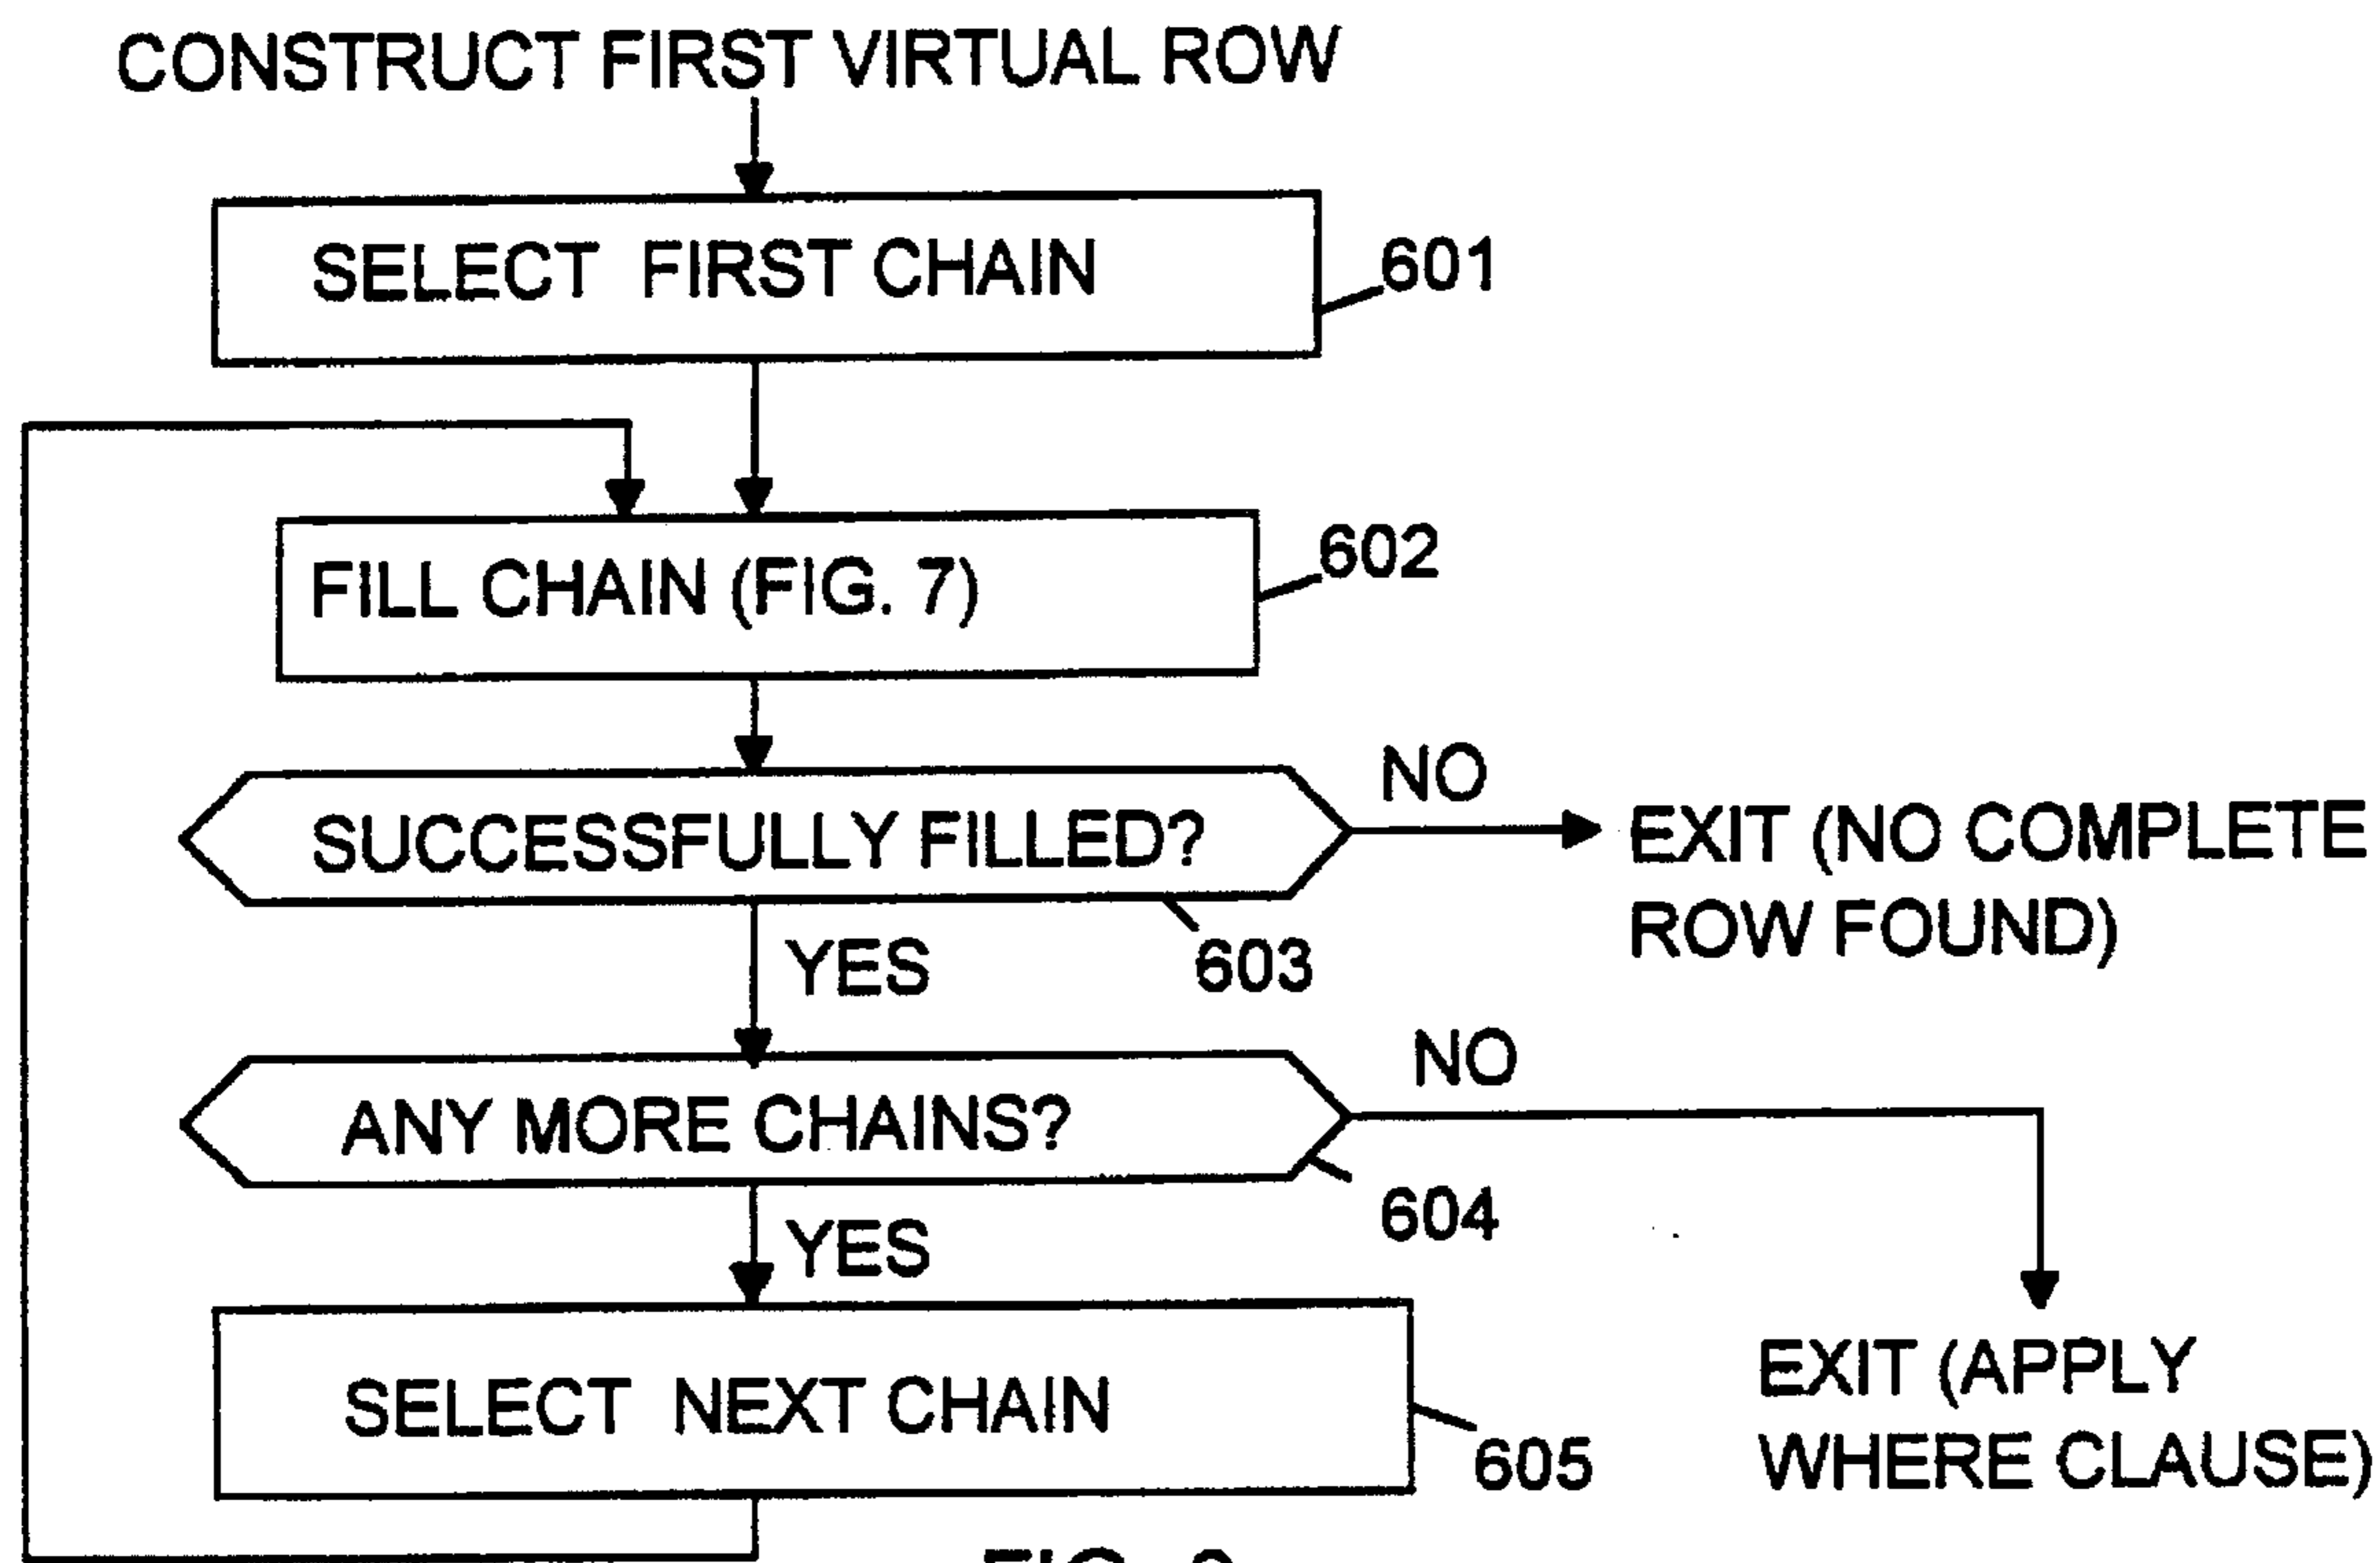 CONSTRUCT FIRST VIRTUAL ROW
SELECT FIRST CHAIN
601
FILL CHAIN (FIG. 7)
602
SUCCESSFULLY FILLED?
NO
EXIT (NO COMPLETE
ROW FOUND)
603
YES
ANY MORE CHAINS?
NO
604
YES
SELECT NEXT CHAIN
605
EXIT (APPLY
WHERE CLAUSE)
FIG.